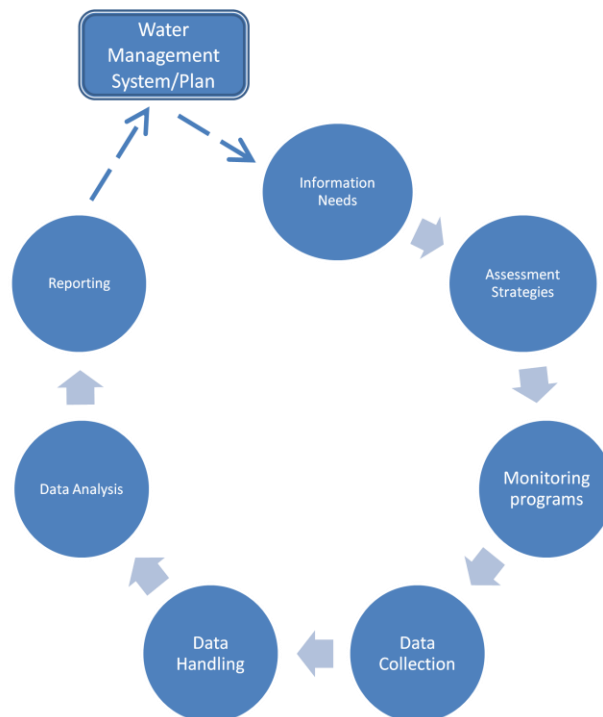 Water
Management
System/Plan
Information
Needs
Assessment
Strategies
Monitoring
programs
Data
Collection
Data
Handling
Data Analysis
Reporting